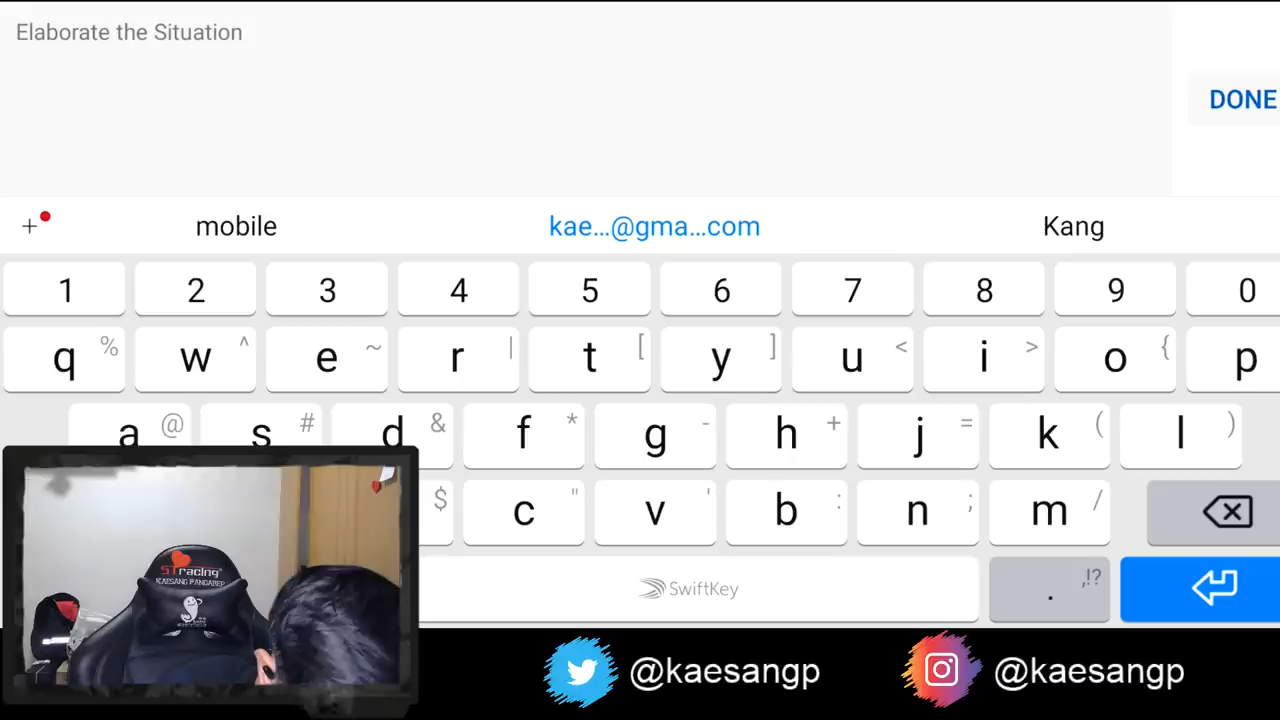 Elaborate the Situation
DONE
+ mobile kae...@gma...com Kang
1 2 3 4 5 6 7 8 9 0
q % w ^ e ~ r | t [ y ] u < i > o { p
a @ s # d & f * g - h + j = k ( l )
$ c " v ' b : n ; m /
SwiftKey . ,!?
STracing
KAESANG PANGAREP
@kaesangp @kaesangp